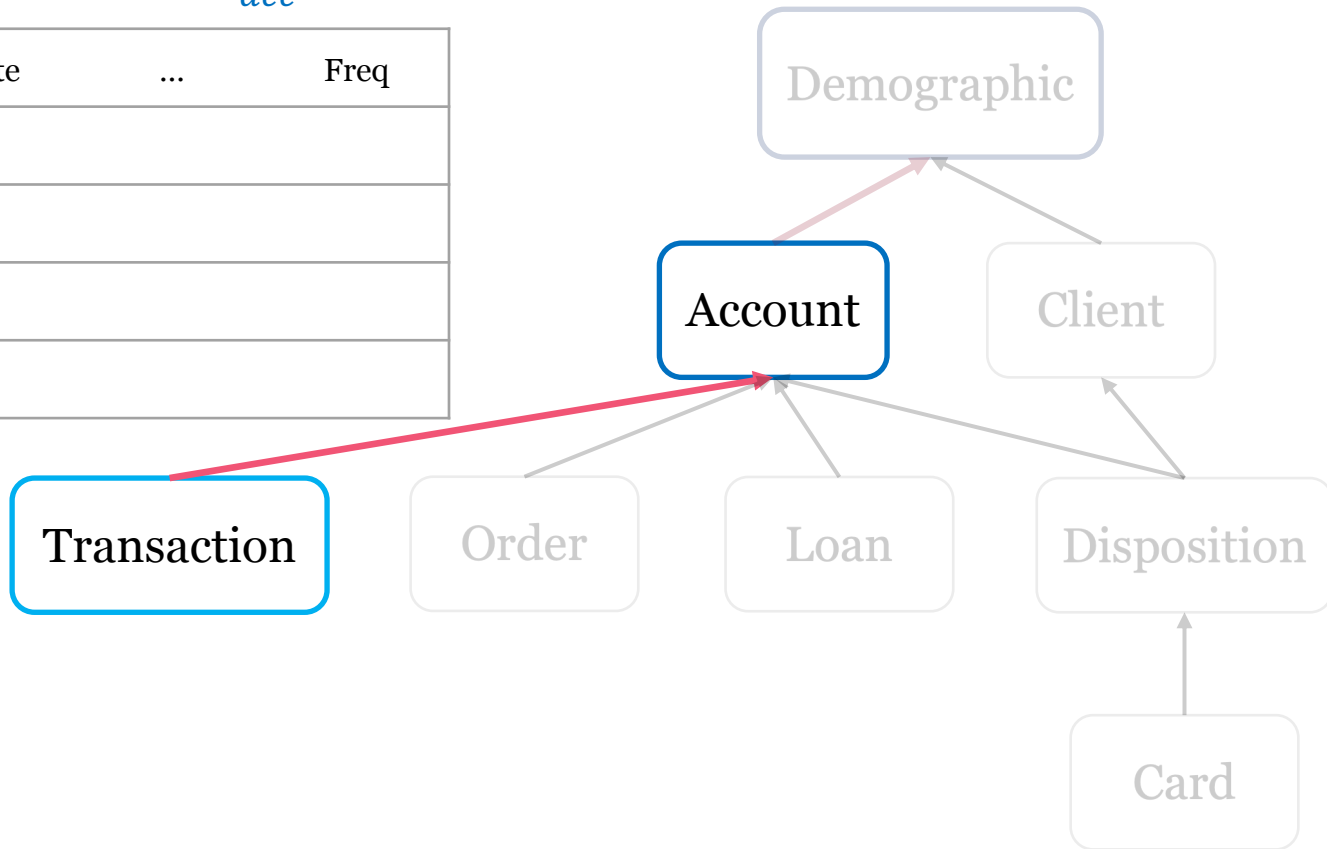 ... Freq
Demographic
Account
Client
Transaction
Order
Loan
Disposition
Card